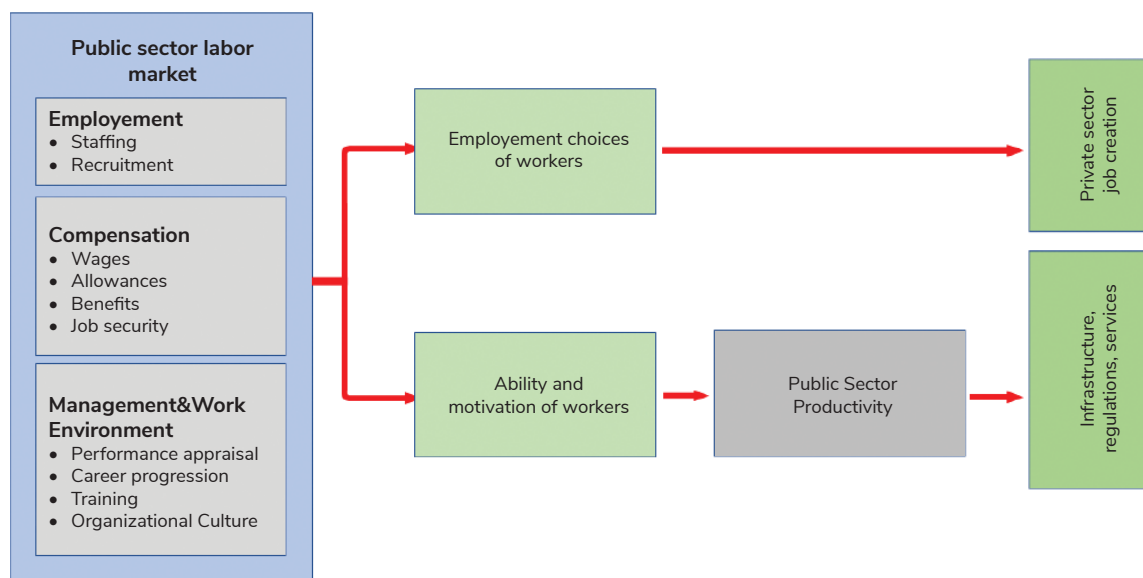 Public sector labor
market
Employement
• Staffing
• Recruitment
Compensation
• Wages
• Allowances
• Benefits
• Job security
Management&Work
Environment
• Performance appraisal
• Career progression
• Training
• Organizational Culture
Employement choices
of workers
Ability and
motivation of workers
Public Sector
Productivity
Private sector
job creation
Infrastructure,
regulations, services